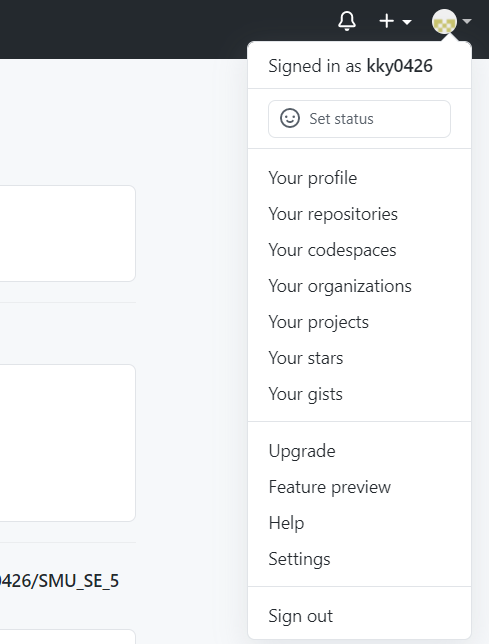 Signed in as kky0426
Set status
Your profile
Your repositories
Your codespaces
Your organizations
Your projects
Your stars
Your gists
Upgrade
Feature preview
Help
Settings
426/SMU_SE_5
Sign out